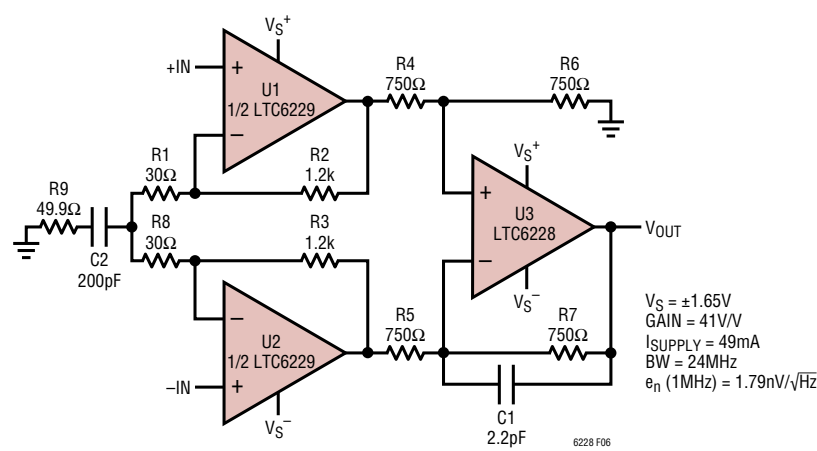 VS+
+IN
+
U1
1/2 LTC6229
−
R4
750Ω
R6
750Ω
R1
30Ω
R2
1.2k
R9
49.9Ω
C2
200pF
R8
30Ω
R3
1.2k
VS+
+
U3
LTC6228
−
VOUT
VS−
−
U2
1/2 LTC6229
+
−IN
VS−
R5
750Ω
R7
750Ω
C1
2.2pF
VS = ±1.65V
GAIN = 41V/V
ISUPPLY = 49mA
BW = 24MHz
en (1MHz) = 1.79nV/√Hz
6228 F06